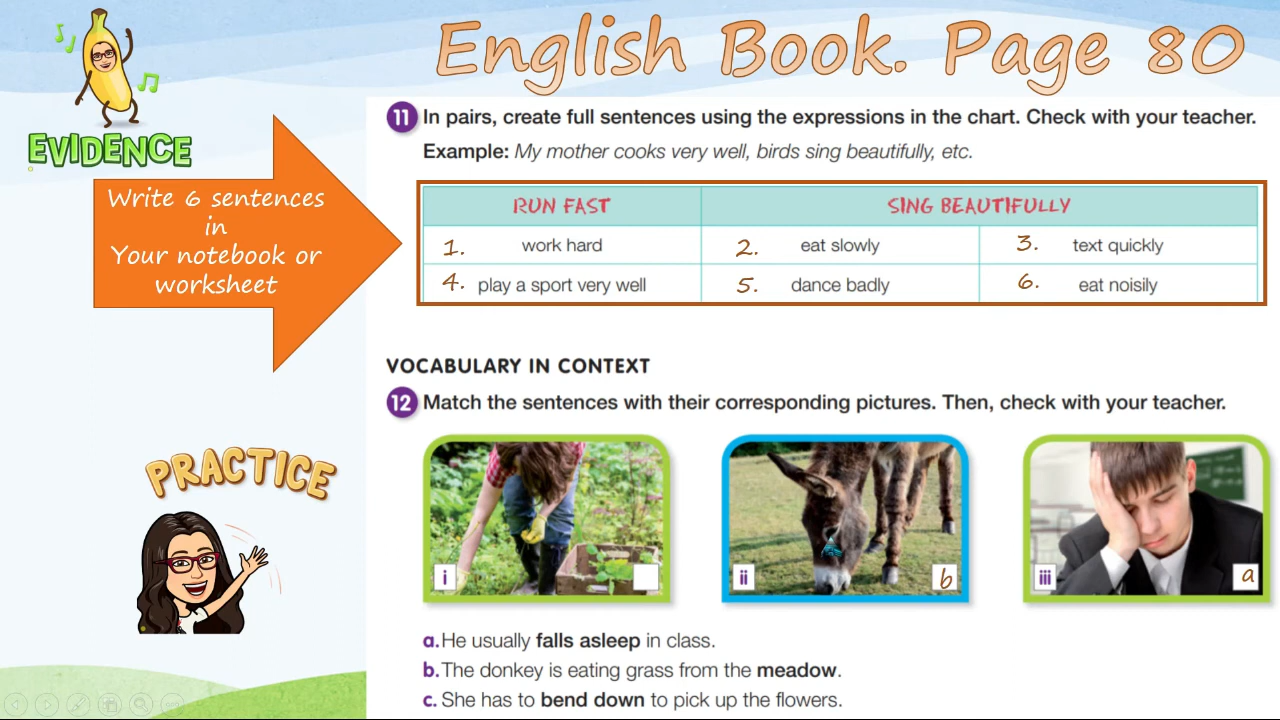 English Book. Page 80
EVIDENCE
Write 6 sentences
in
Your notebook or
worksheet
11 In pairs, create full sentences using the expressions in the chart. Check with your teacher.
Example: My mother cooks very well, birds sing beautifully, etc.
RUN FAST SING BEAUTIFULLY
1. work hard 2. eat slowly 3. text quickly
4. play a sport very well 5. dance badly 6. eat noisily
VOCABULARY IN CONTEXT
12 Match the sentences with their corresponding pictures. Then, check with your teacher.
PRACTICE
i ii b iii a
a. He usually falls asleep in class.
b. The donkey is eating grass from the meadow.
c. She has to bend down to pick up the flowers.